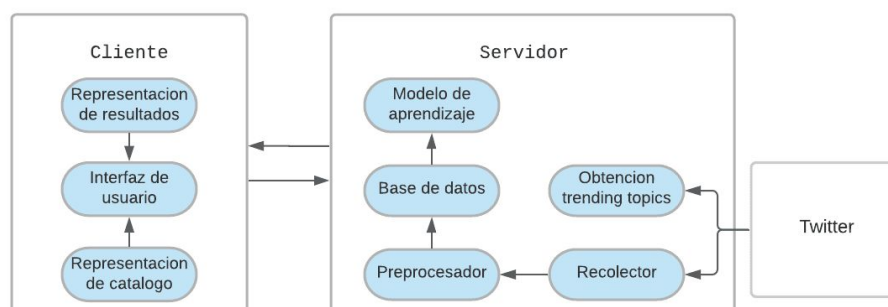 Cliente
Representacion
de resultados
Interfaz de
usuario
Representacion
de catalogo
Servidor
Modelo de
aprendizaje
Base de datos
Obtencion
trending topics
Preprocesador
Recolector
Twitter